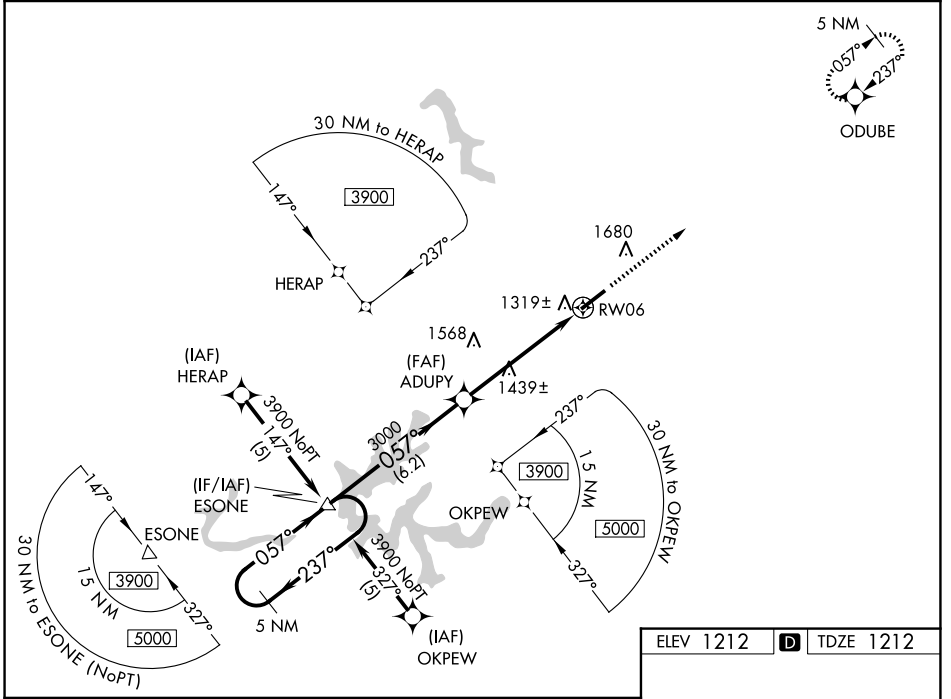 5 NM
057°
237°
ODUBE
30 NM to HERAP
3900
147°
237°
HERAP
1680
1319±
RW06
1568
(FAF)
ADUPY
1439±
(IAF)
HERAP
3900 NoPT
147°
(5)
3000
057°
(6.2)
(IF/IAF)
ESONE
057°
237°
5 NM
3900 NoPT
327°
(5)
(IAF)
OKPEW
237°
3900
15 NM
30 NM to OKPEW
OKPEW
5000
327°
147°
ESONE
3900
15 NM
327°
5000
30 NM to ESONE (NoPT)
ELEV 1212 D TDZE 1212